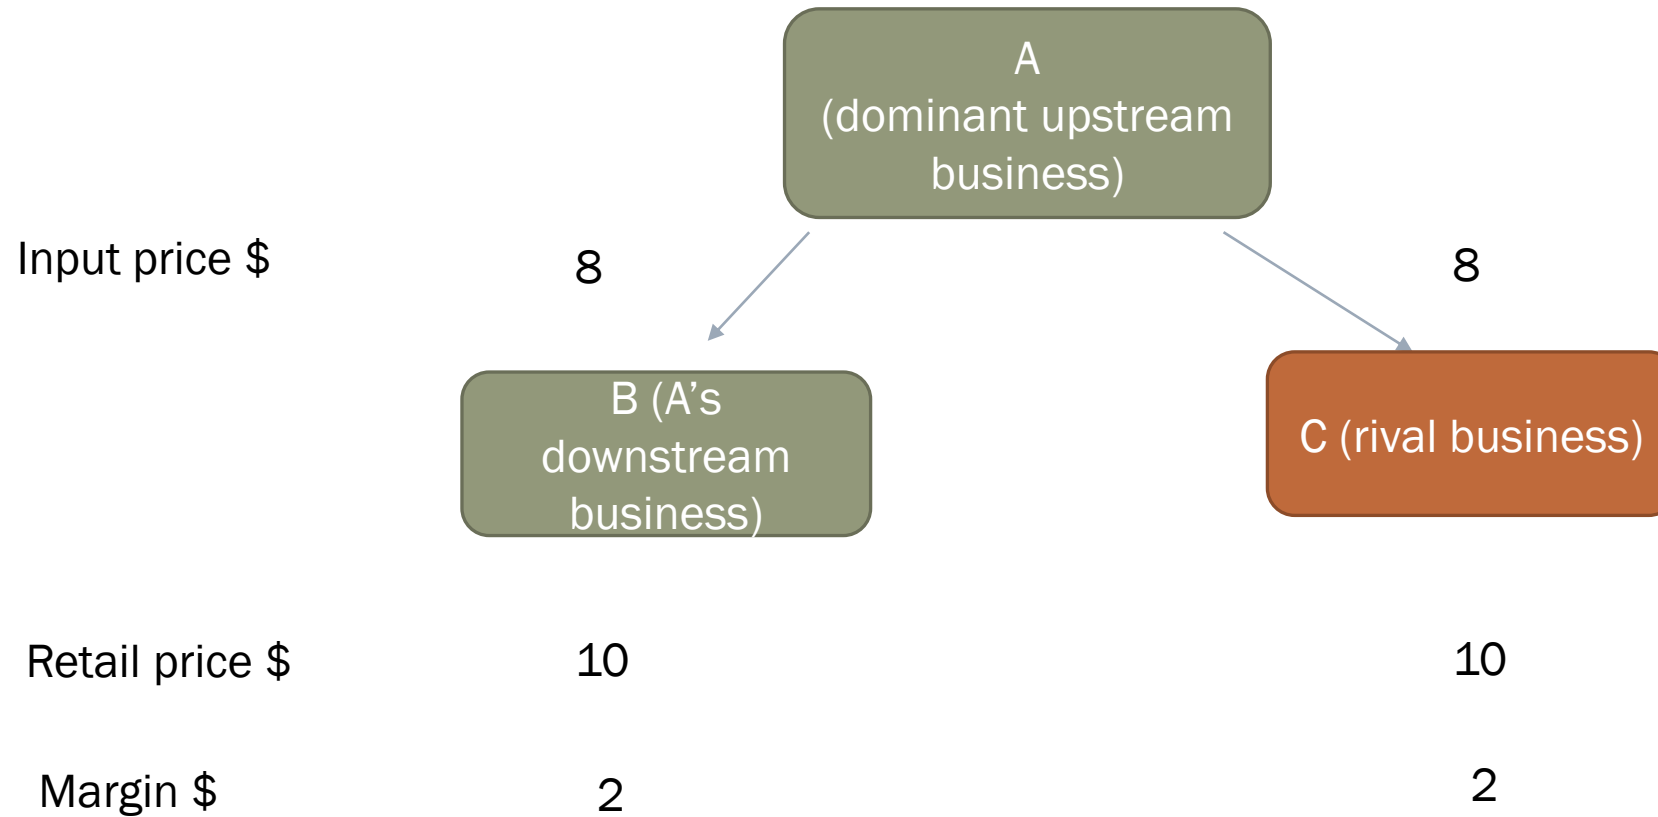 A
(dominant upstream
business)
Input price $
8
8
B (A’s
downstream
business)
C (rival business)
Retail price $
10
10
Margin $
2
2